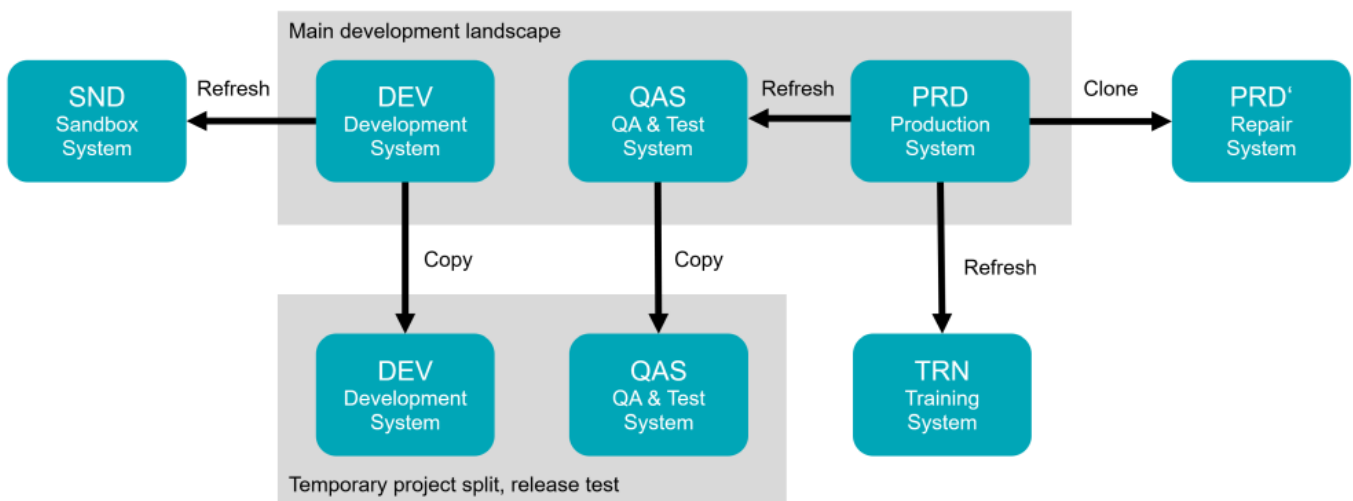 Main development landscape
SND
Sandbox
System
Refresh
DEV
Development
System
QAS
QA & Test
System
Refresh
PRD
Production
System
Clone
PRD‘
Repair
System
Copy
Copy
Refresh
DEV
Development
System
QAS
QA & Test
System
TRN
Training
System
Temporary project split, release test